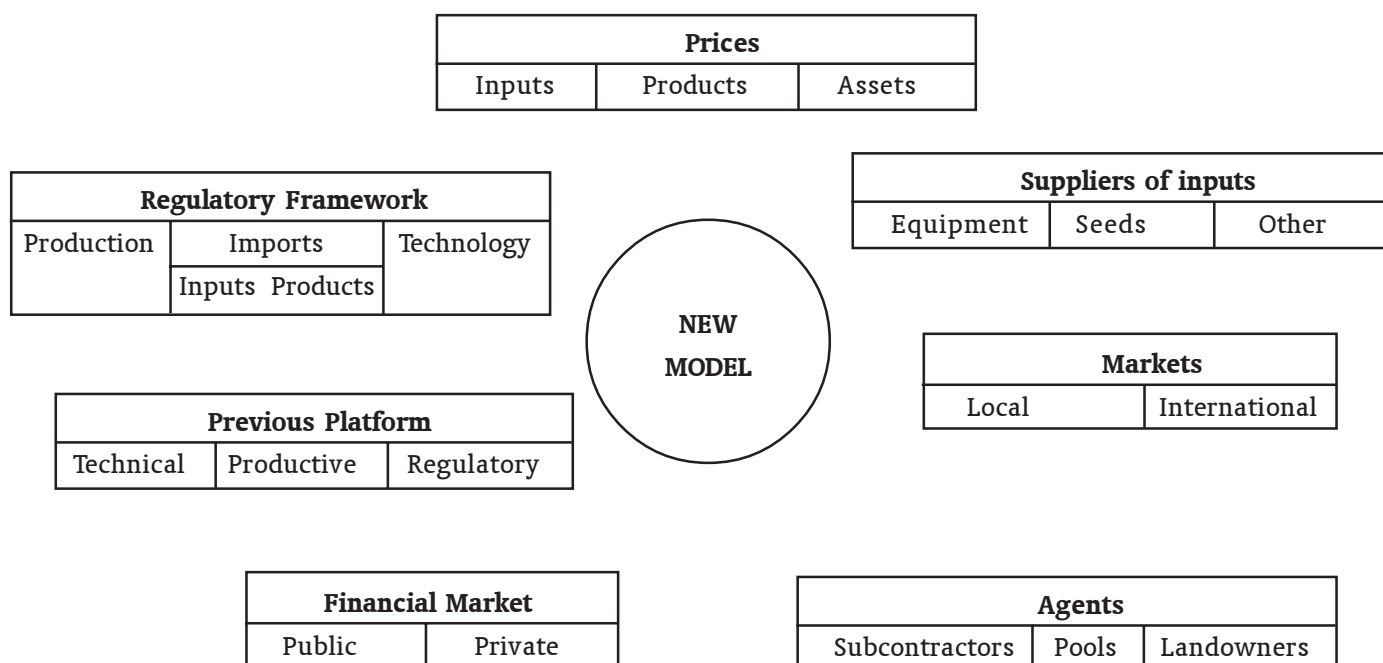 Prices
Inputs Products Assets
Suppliers of inputs
Equipment Seeds Other
Regulatory Framework
Production Imports Technology
Inputs Products
NEW
MODEL
Markets
Local International
Previous Platform
Technical Productive Regulatory
Financial Market
Public Private
Agents
Subcontractors Pools Landowners